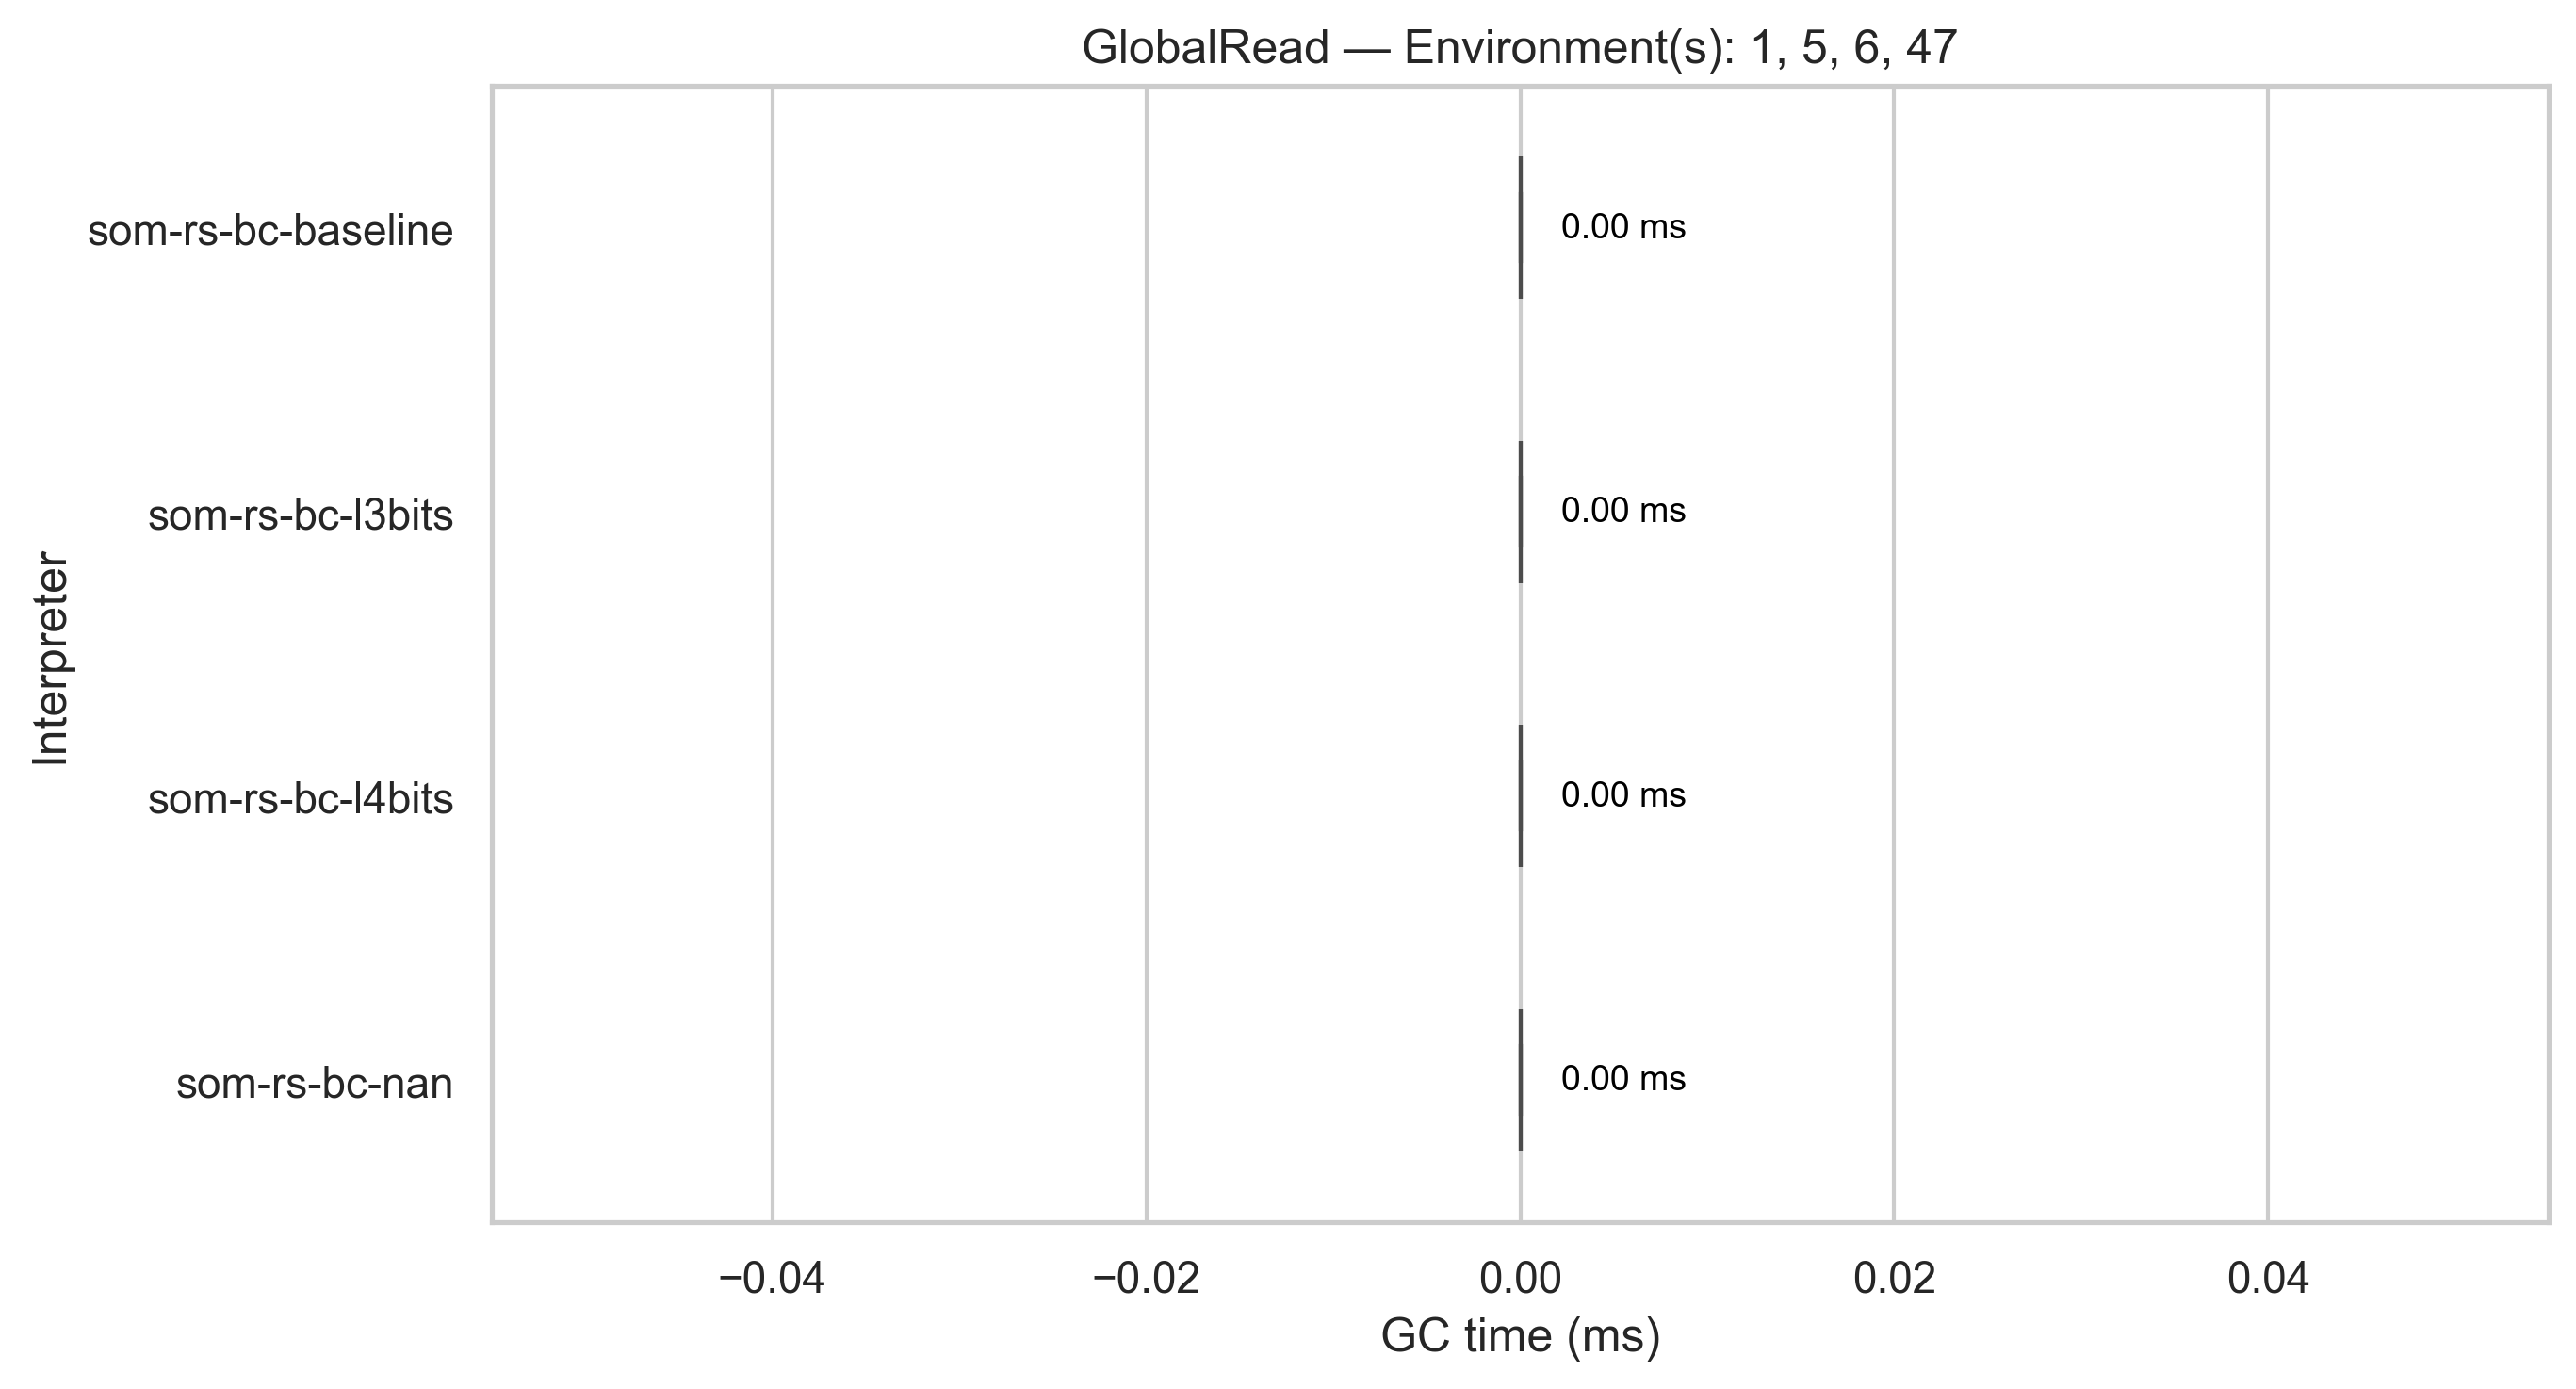 GlobalRead — Environment(s): 1, 5, 6, 47
som-rs-bc-baseline
0.00 ms
som-rs-bc-l3bits
0.00 ms
som-rs-bc-l4bits
0.00 ms
som-rs-bc-nan
0.00 ms
Interpreter
−0.04
−0.02
0.00
0.02
0.04
GC time (ms)